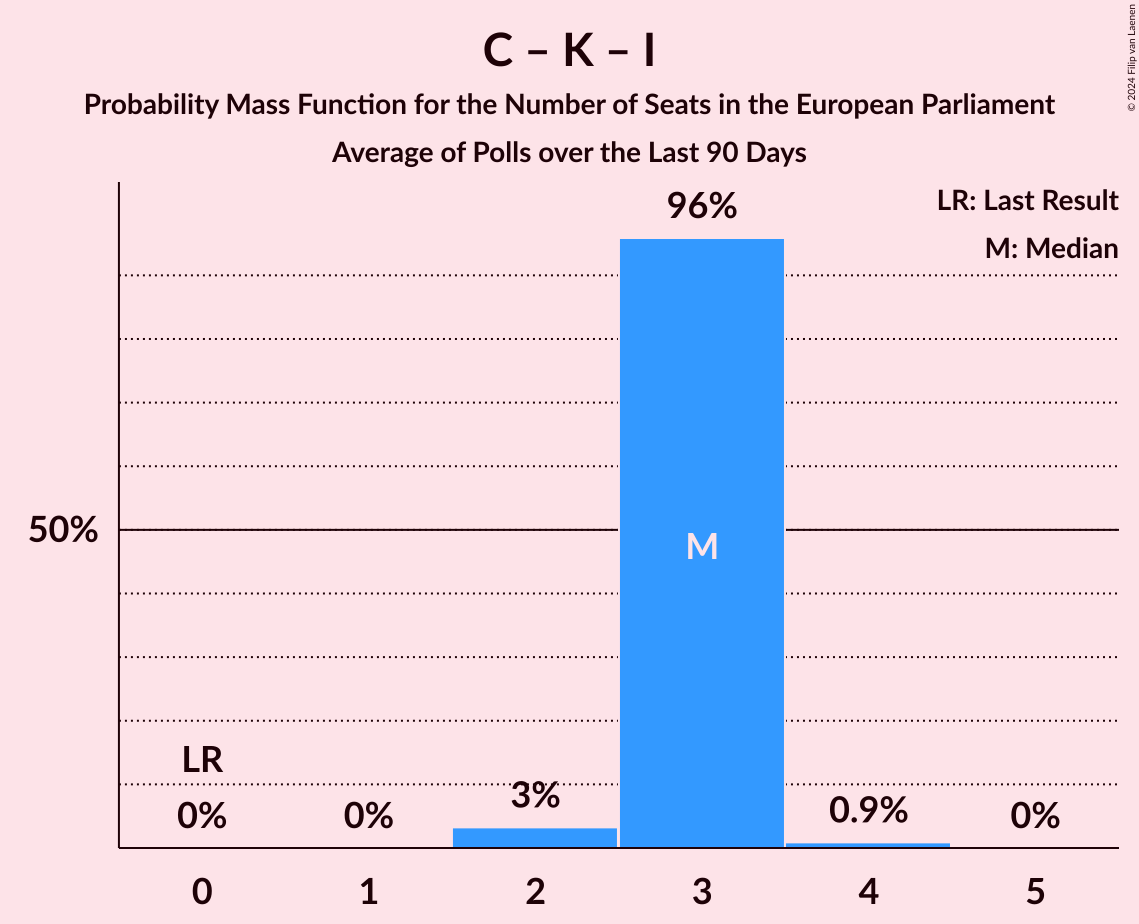 C – K – I
Probability Mass Function for the Number of Seats in the European Parliament
Average of Polls over the Last 90 Days
© 2024 Filip van Laenen
LR: Last Result
M: Median
96%
50%
M
LR
0%
0%
3%
0.9%
0%
0
1
2
3
4
5